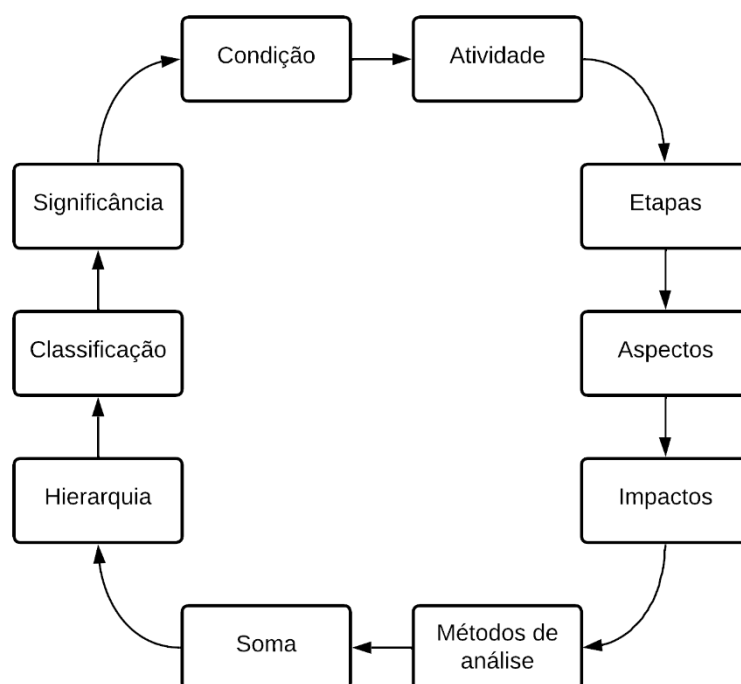 Condição
Atividade
Etapas
Aspectos
Impactos
Métodos de
análise
Soma
Hierarquia
Classificação
Significância